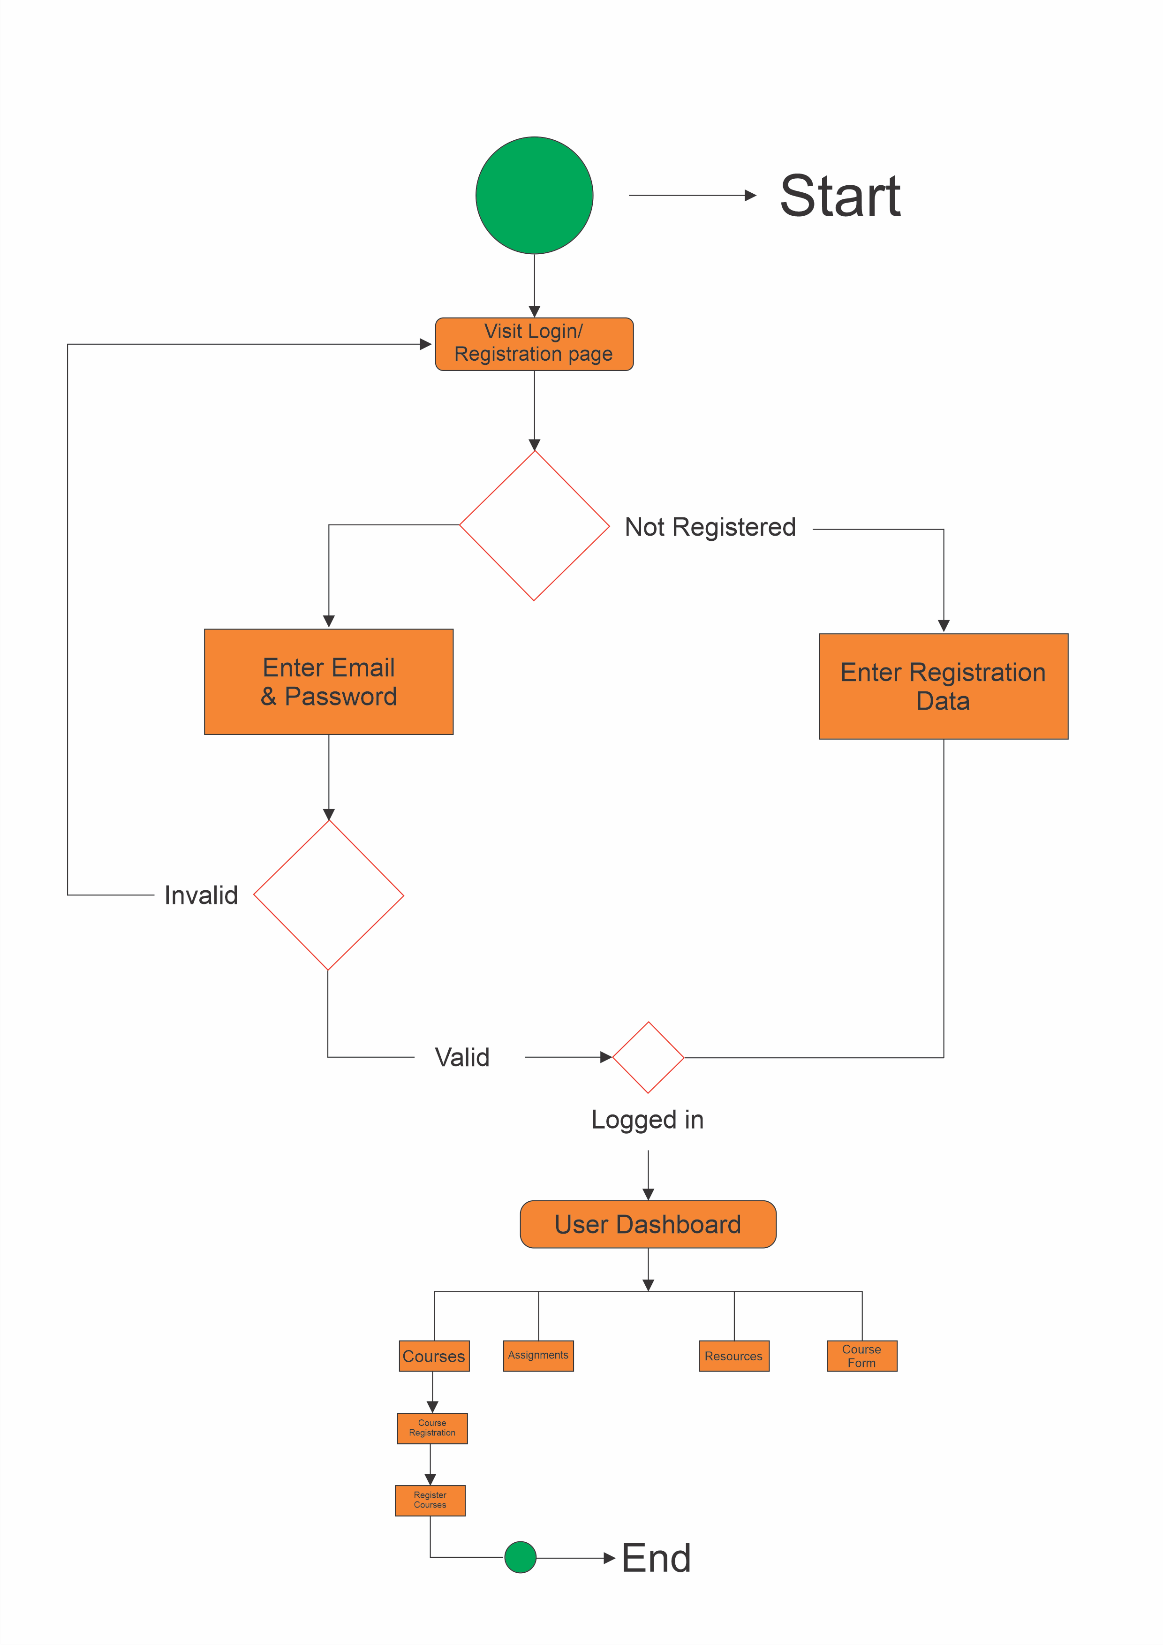 Start
Visit Login/
Registration page
Not Registered
Enter Email
& Password
Enter Registration
Data
Invalid
Valid
Logged in
User Dashboard
Courses
Assignments
Resources
Course
Form
Course
Registration
Register
Courses
End